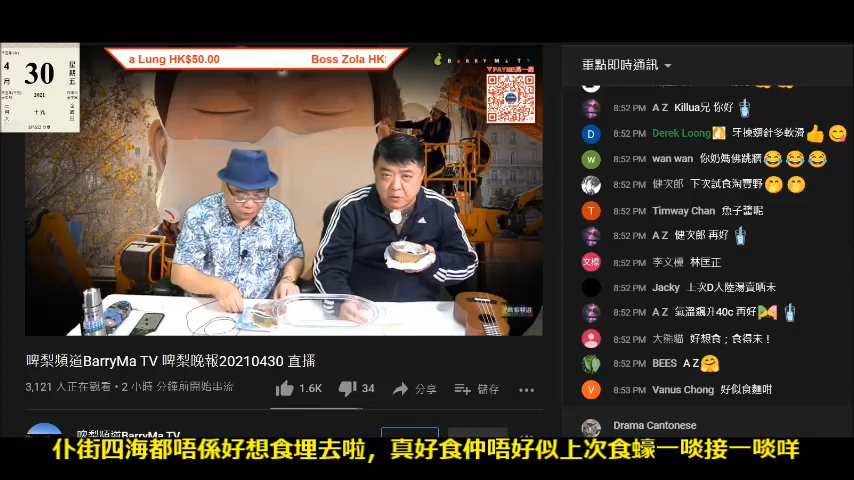 4
月
30
星期五
2021
十九
a Lung HK$50.00
Boss Zola HK
BARRYMA TV
PAYME
重點即時通訊
8:52 PM A Z Killua兄 你好
8:52 PM Derek Loong 牙揀翅針多軟滑
8:52 PM wan wan 你奶媽佛跳牆
8:52 PM 健次郎 下次試食淘寶野
8:52 PM Timway Chan 魚子醬呢
8:52 PM A Z 健次郎 再好
8:52 PM 李文標 林匡正
8:52 PM Jacky 上次D人陸湯賣晒未
8:52 PM A Z 氣溫飆升40c 再好
8:52 PM 大熊貓 好想食；食得未！
8:52 PM BEES A Z
8:53 PM Vanus Chong 好似食麵咁
Drama Cantonese
啤梨頻道BarryMa TV 啤梨晚報20210430 直播
3,121 人正在觀看 • 2 小時 分鐘前開始串流
1.6K
34
分享
儲存
啤梨頻道BarryMa TV
仆街四海都唔係好想食埋去啦，真好食仲唔好似上次食蠔一啖接一啖咩